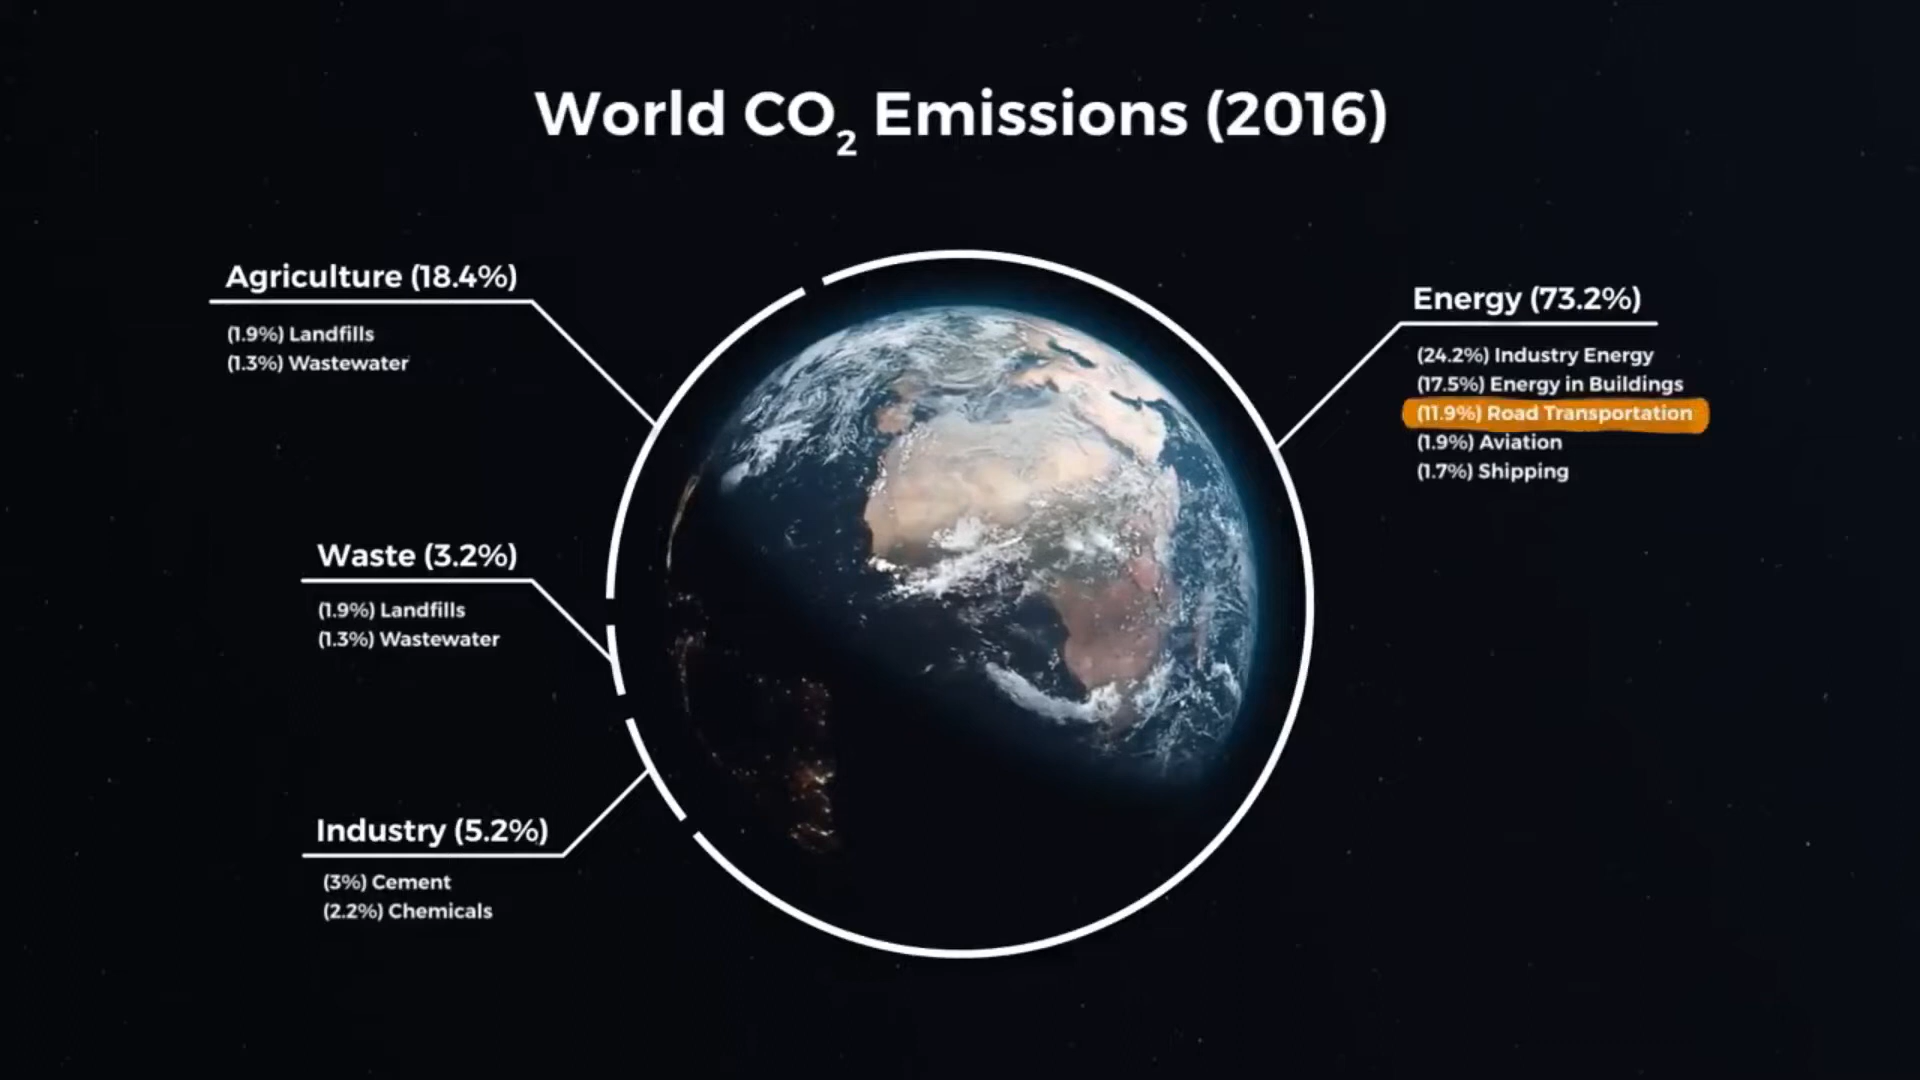 World CO₂ Emissions (2016)
Agriculture (18.4%)
(1.9%) Landfills
(1.3%) Wastewater
Waste (3.2%)
(1.9%) Landfills
(1.3%) Wastewater
Industry (5.2%)
(3%) Cement
(2.2%) Chemicals
Energy (73.2%)
(24.2%) Industry Energy
(17.5%) Energy in Buildings
(11.9%) Road Transportation
(1.9%) Aviation
(1.7%) Shipping